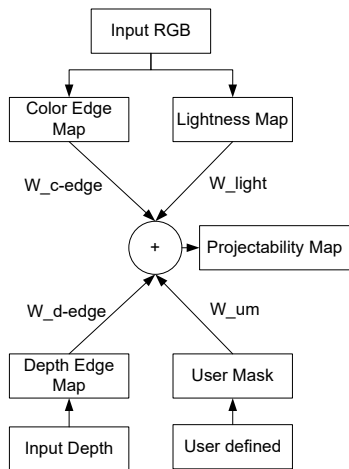 Input RGB
Color Edge
Map
Lightness Map
W_c-edge
W_light
+
Projectability Map
W_d-edge
W_um
Depth Edge
Map
User Mask
Input Depth
User defined